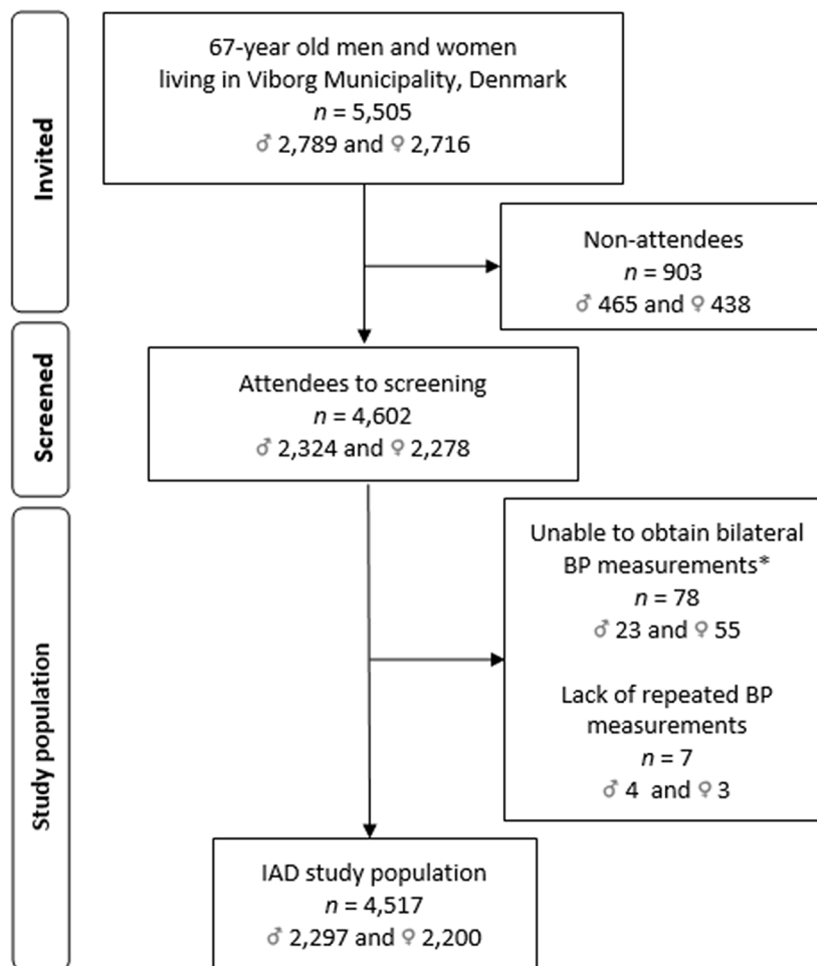 Invited
67-year old men and women
living in Viborg Municipality, Denmark
n = 5,505
♂ 2,789 and ♀ 2,716
Non-attendees
n = 903
♂ 465 and ♀ 438
Screened
Attendees to screening
n = 4,602
♂ 2,324 and ♀ 2,278
Study population
Unable to obtain bilateral
BP measurements*
n = 78
♂ 23 and ♀ 55
Lack of repeated BP
measurements
n = 7
♂ 4 and ♀ 3
IAD study population
n = 4,517
♂ 2,297 and ♀ 2,200